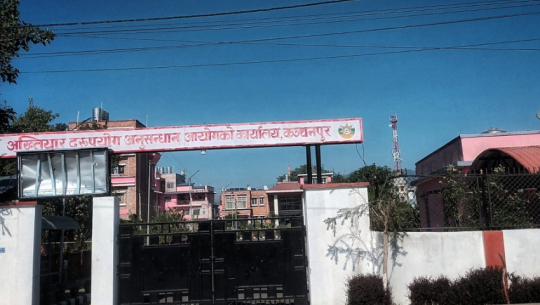 अख्तियार दुरूपयोग अनुसन्धान आयोगको कार्यालय, कञ्चनपुर